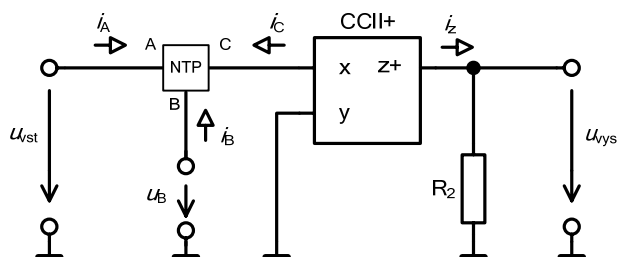 i_A
i_C
CCII+
i_z
A
NTP
C
x
z+
B
y
i_B
u_vst
u_B
R_2
u_vys